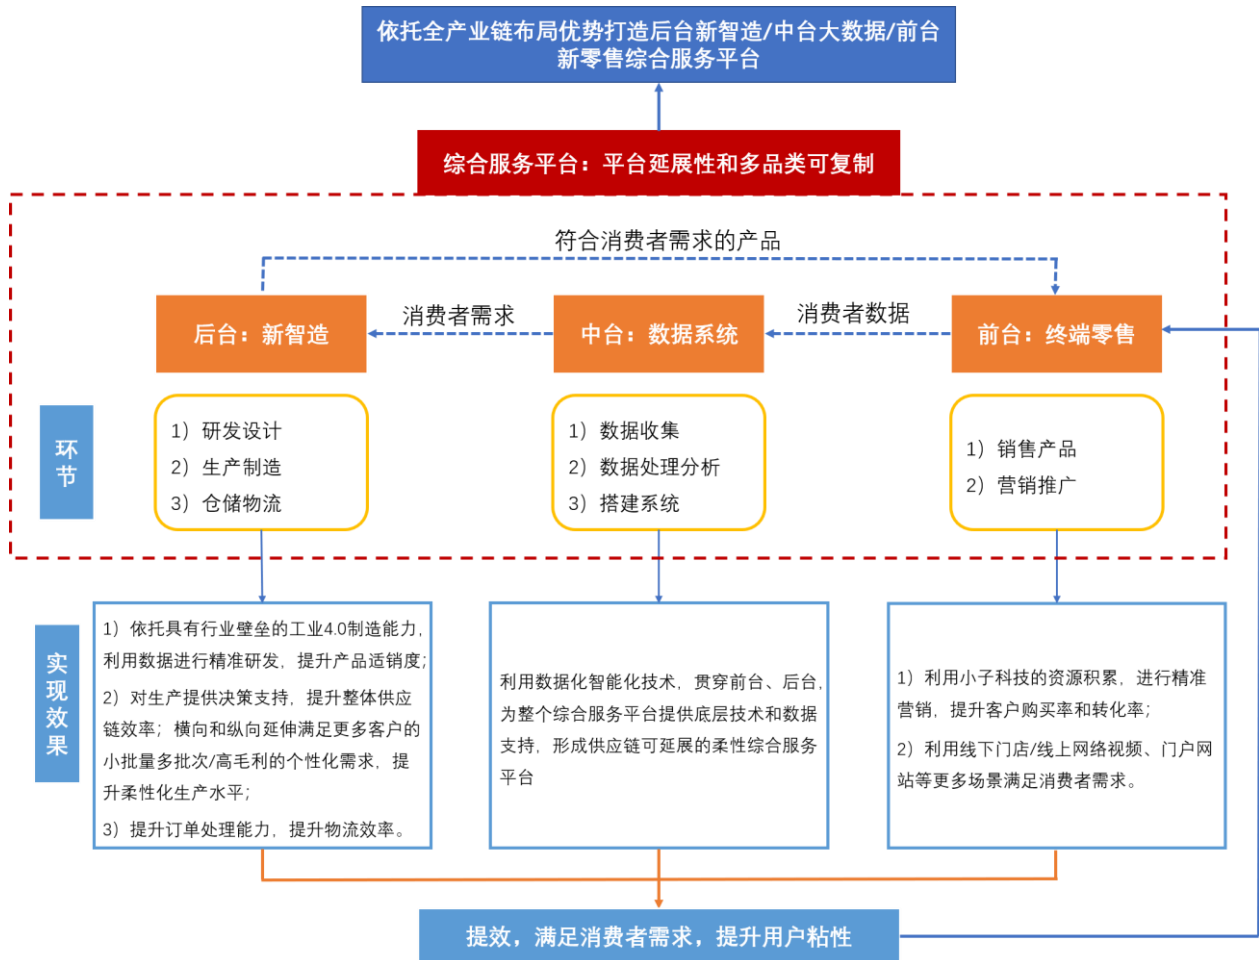 依托全产业链布局优势打造后台新智造/中台大数据/前台
新零售综合服务平台
综合服务平台：平台延展性和多品类可复制
符合消费者需求的产品
后台：新智造
消费者需求
中台：数据系统
消费者数据
前台：终端零售
环
节
1）研发设计
2）生产制造
3）仓储物流
1）数据收集
2）数据处理分析
3）搭建系统
1）销售产品
2）营销推广
实
现
效
果
1）依托具有行业壁垒的工业4.0制造能力，
利用数据进行精准研发，提升产品适销度；
2）对生产提供决策支持，提升整体供应
链效率；横向和纵向延伸满足更多客户的
小批量多批次/高毛利的个性化需求，提
升柔性化生产水平；
3）提升订单处理能力，提升物流效率。
利用数据化智能化技术，贯穿前台、后台，
为整个综合服务平台提供底层技术和数据
支持，形成供应链可延展的柔性综合服务
平台
1）利用小子科技的资源积累，进行精准
营销，提升客户购买率和转化率；
2）利用线下门店/线上网络视频、门户网
站等更多场景满足消费者需求。
提效，满足消费者需求，提升用户粘性